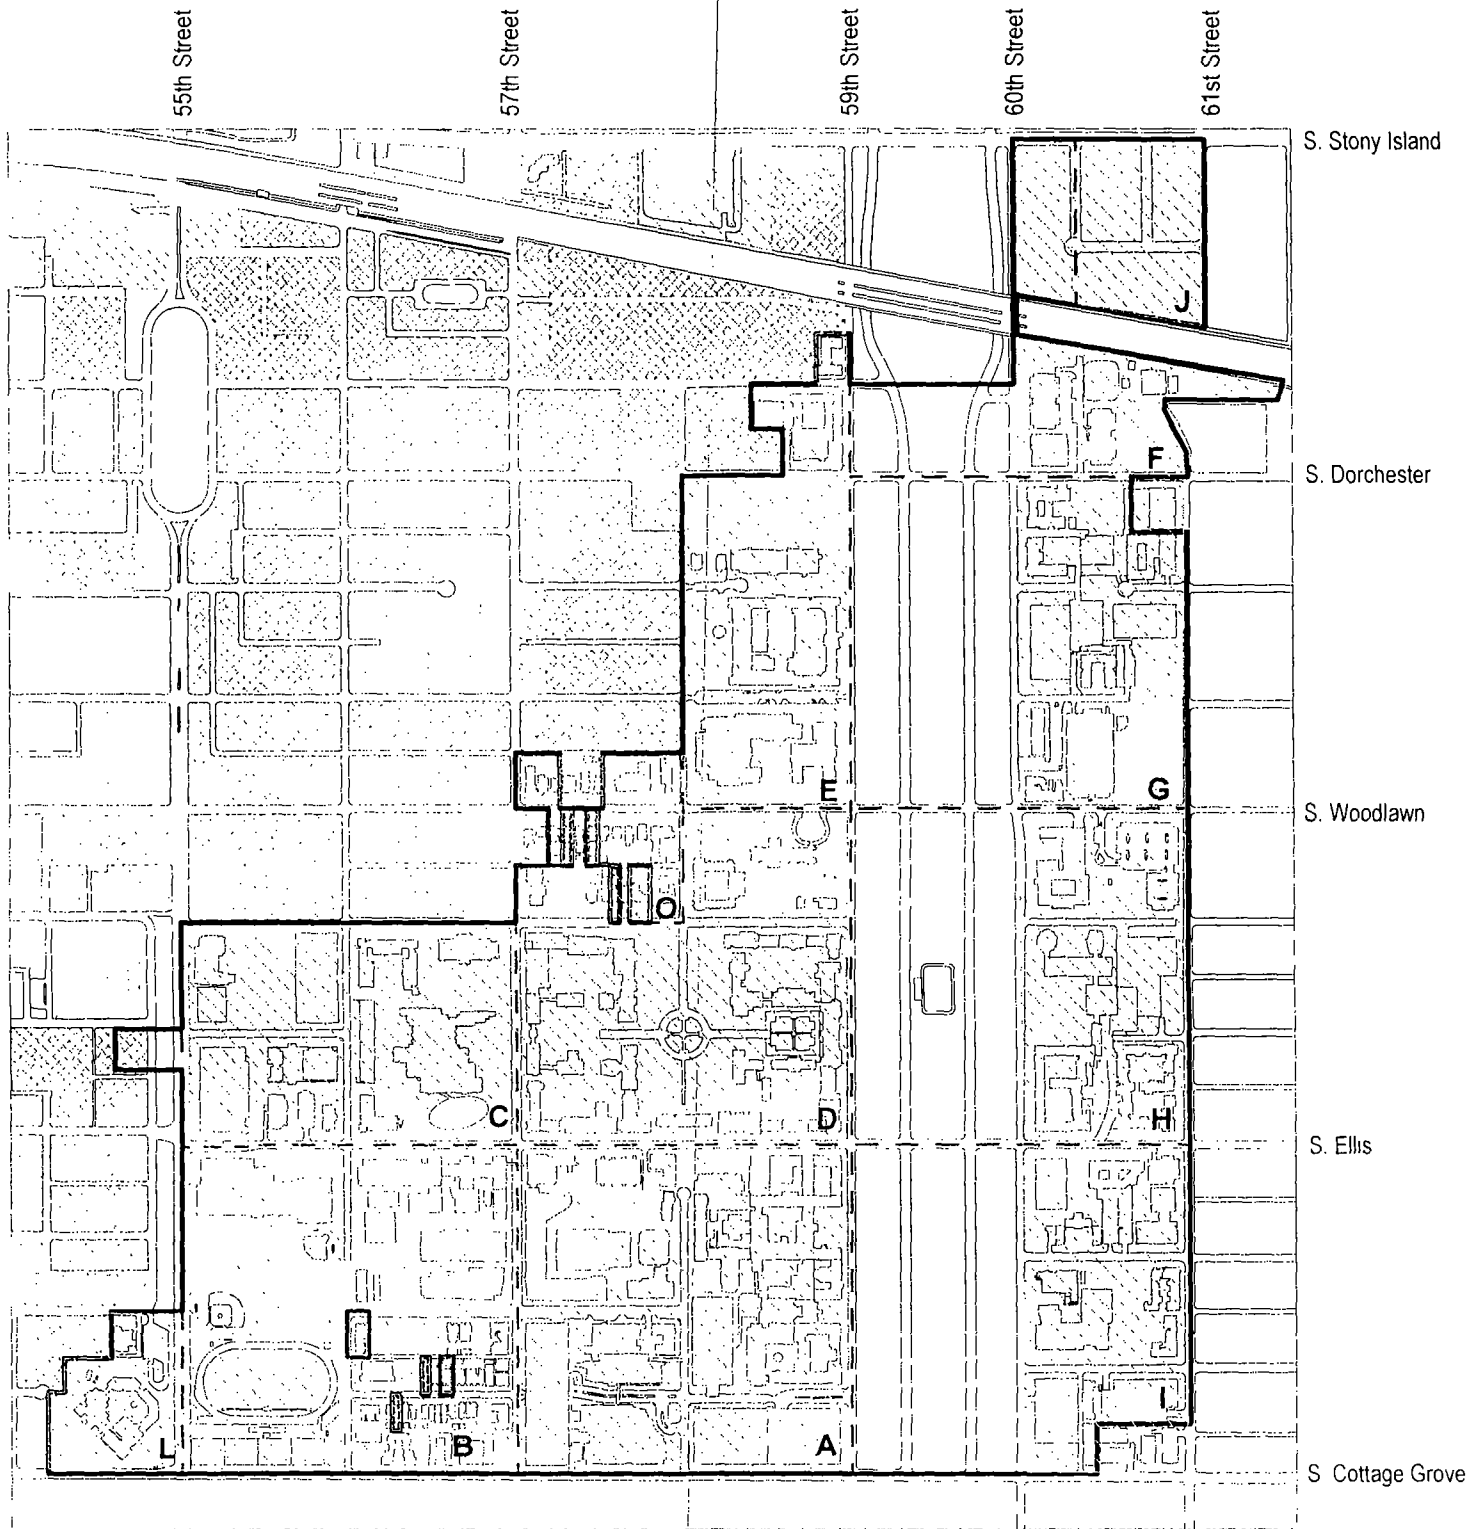 55th Street
57th Street
59th Street
60th Street
61st Street
S. Stony Island
J
F
S. Dorchester
E
G
S. Woodlawn
O
C
D
H
S. Ellis
I
L
B
A
S Cottage Grove